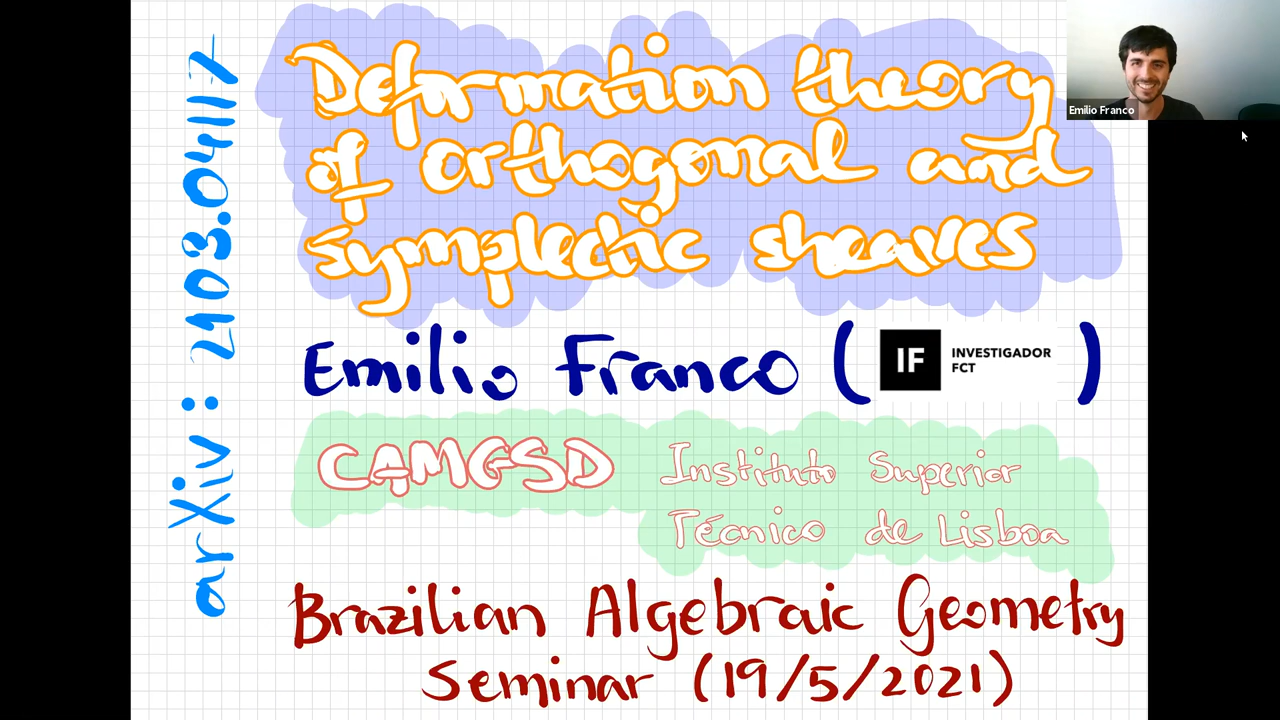 Deformation theory
of orthogonal and
symplectic sheaves
Emilio Franco ( IF INVESTIGADOR FCT )
CAMGSD Instituto Superior
Técnico de Lisboa
Brazilian Algebraic Geometry
Seminar (19/5/2021)
arXiv: 2103.04117
Emilio Franco